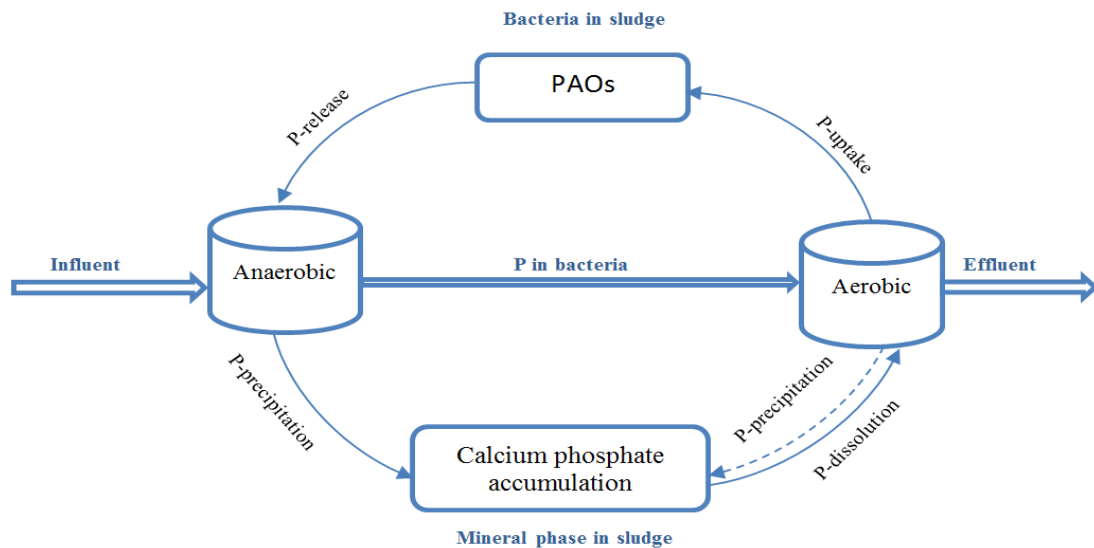 Bacteria in sludge
PAOs
P-release
P-uptake
Influent
Anaerobic
P in bacteria
Aerobic
Effluent
P-precipitation
P-precipitation
P-dissolution
Calcium phosphate
accumulation
Mineral phase in sludge